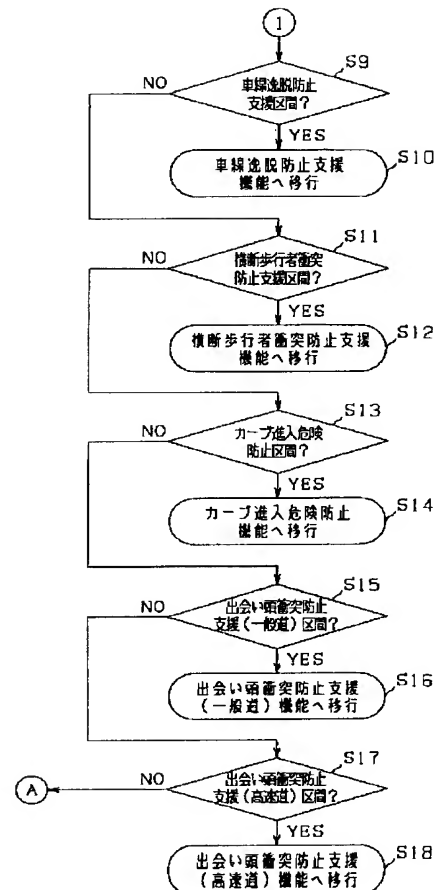 1
S9
NO
車線逸脱防止
支援区間?
YES
車線逸脱防止支援
機能へ移行
S10
S11
NO
横断歩行者衝突
防止支援区間?
YES
横断歩行者衝突防止支援
機能へ移行
S12
S13
NO
カーブ進入危険
防止区間?
YES
カーブ進入危険防止
機能へ移行
S14
S15
NO
出会い頭衝突防止
支援(一般道)区間?
YES
出会い頭衝突防止支援
(一般道)機能へ移行
S16
S17
A
NO
出会い頭衝突防止
支援(高速道)区間?
YES
出会い頭衝突防止支援
(高速道)機能へ移行
S18